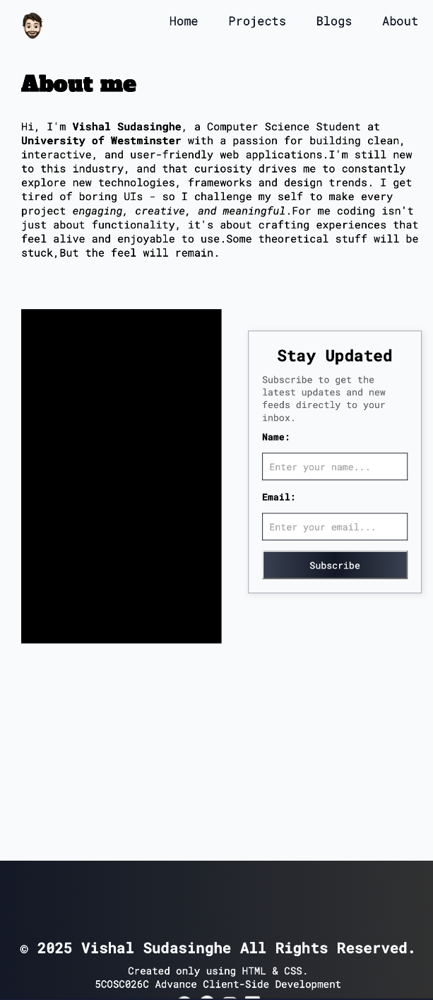 Home Projects Blogs About
About me
Hi, I'm Vishal Sudasinghe, a Computer Science Student at
University of Westminster with a passion for building clean,
interactive, and user-friendly web applications.I'm still new
to this industry, and that curiosity drives me to constantly
explore new technologies, frameworks and design trends. I get
tired of boring UIs - so I challenge my self to make every
project engaging, creative, and meaningful.For me coding isn't
just about functionality, it's about crafting experiences that
feel alive and enjoyable to use.Some theoretical stuff will be
stuck,But the feel will remain.
Stay Updated
Subscribe to get the
latest updates and new
feeds directly to your
inbox.
Name:
Enter your name...
Email:
Enter your email...
Subscribe
© 2025 Vishal Sudasinghe All Rights Reserved.
Created only using HTML & CSS.
5COSC026C Advance Client-Side Development